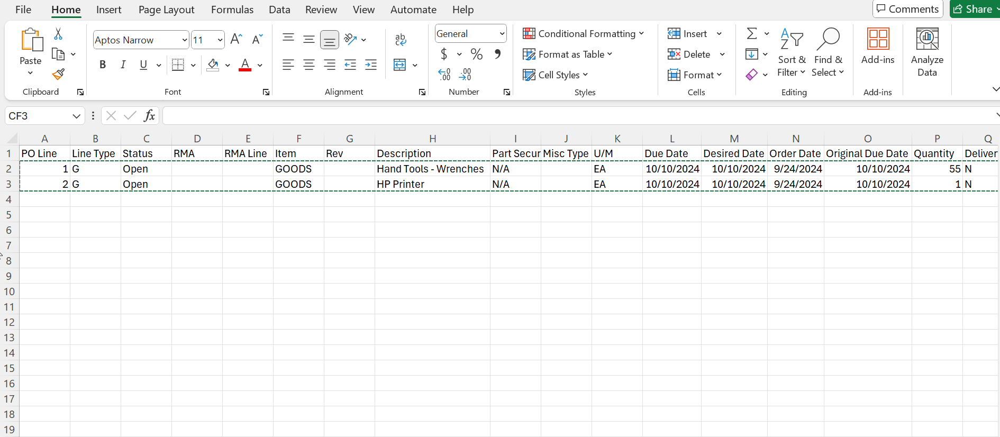 File Home Insert Page Layout Formulas Data Review View Automate Help Comments Share
Aptos Narrow 11 General Conditional Formatting Insert
Format as Table Delete
Paste Sort & Find & Add-ins Analyze
B I U A Cell Styles Format Filter Select Data
Clipboard Font Alignment Number Styles Cells Editing Add-ins
CF3 fx
A B C D E F G H I J K L M N O P Q
1 PO Line Line Type Status RMA RMA Line Item Rev Description Part Secur Misc Type U/M Due Date Desired Date Order Date Original Due Date Quantity Deliver
2 1 G Open GOODS Hand Tools - Wrenches N/A EA 10/10/2024 10/10/2024 9/24/2024 10/10/2024 55 N
3 2 G Open GOODS HP Printer N/A EA 10/10/2024 10/10/2024 9/24/2024 10/10/2024 1 N
4
5
6
7
8
9
10
11
12
13
14
15
16
17
18
19